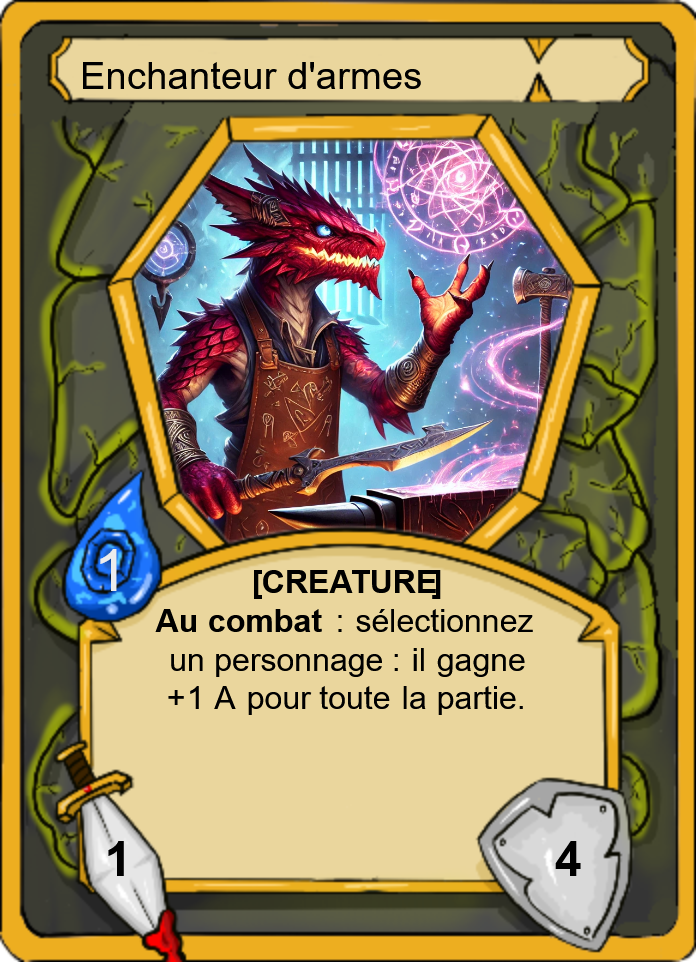 Enchanteur d'armes
1
[CREATURE]
Au combat : sélectionnez
un personnage : il gagne
+1 A pour toute la partie.
1
4